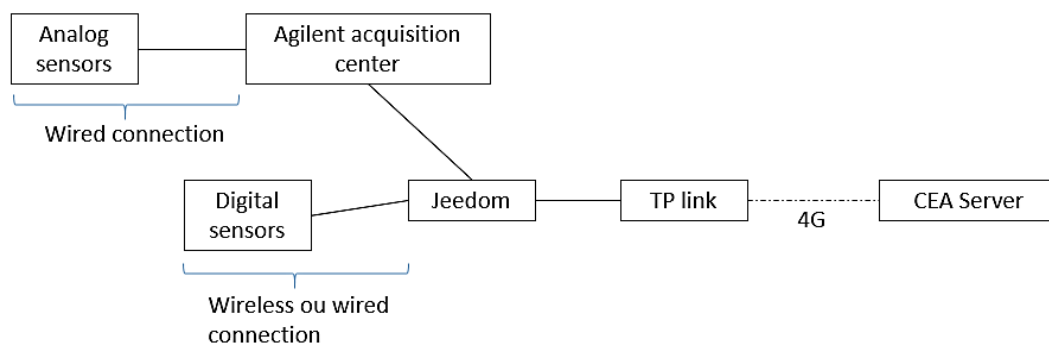 Analog
sensors
Agilent acquisition
center
Wired connection
Digital
sensors
Jeedom
TP link
4G
CEA Server
Wireless ou wired
connection